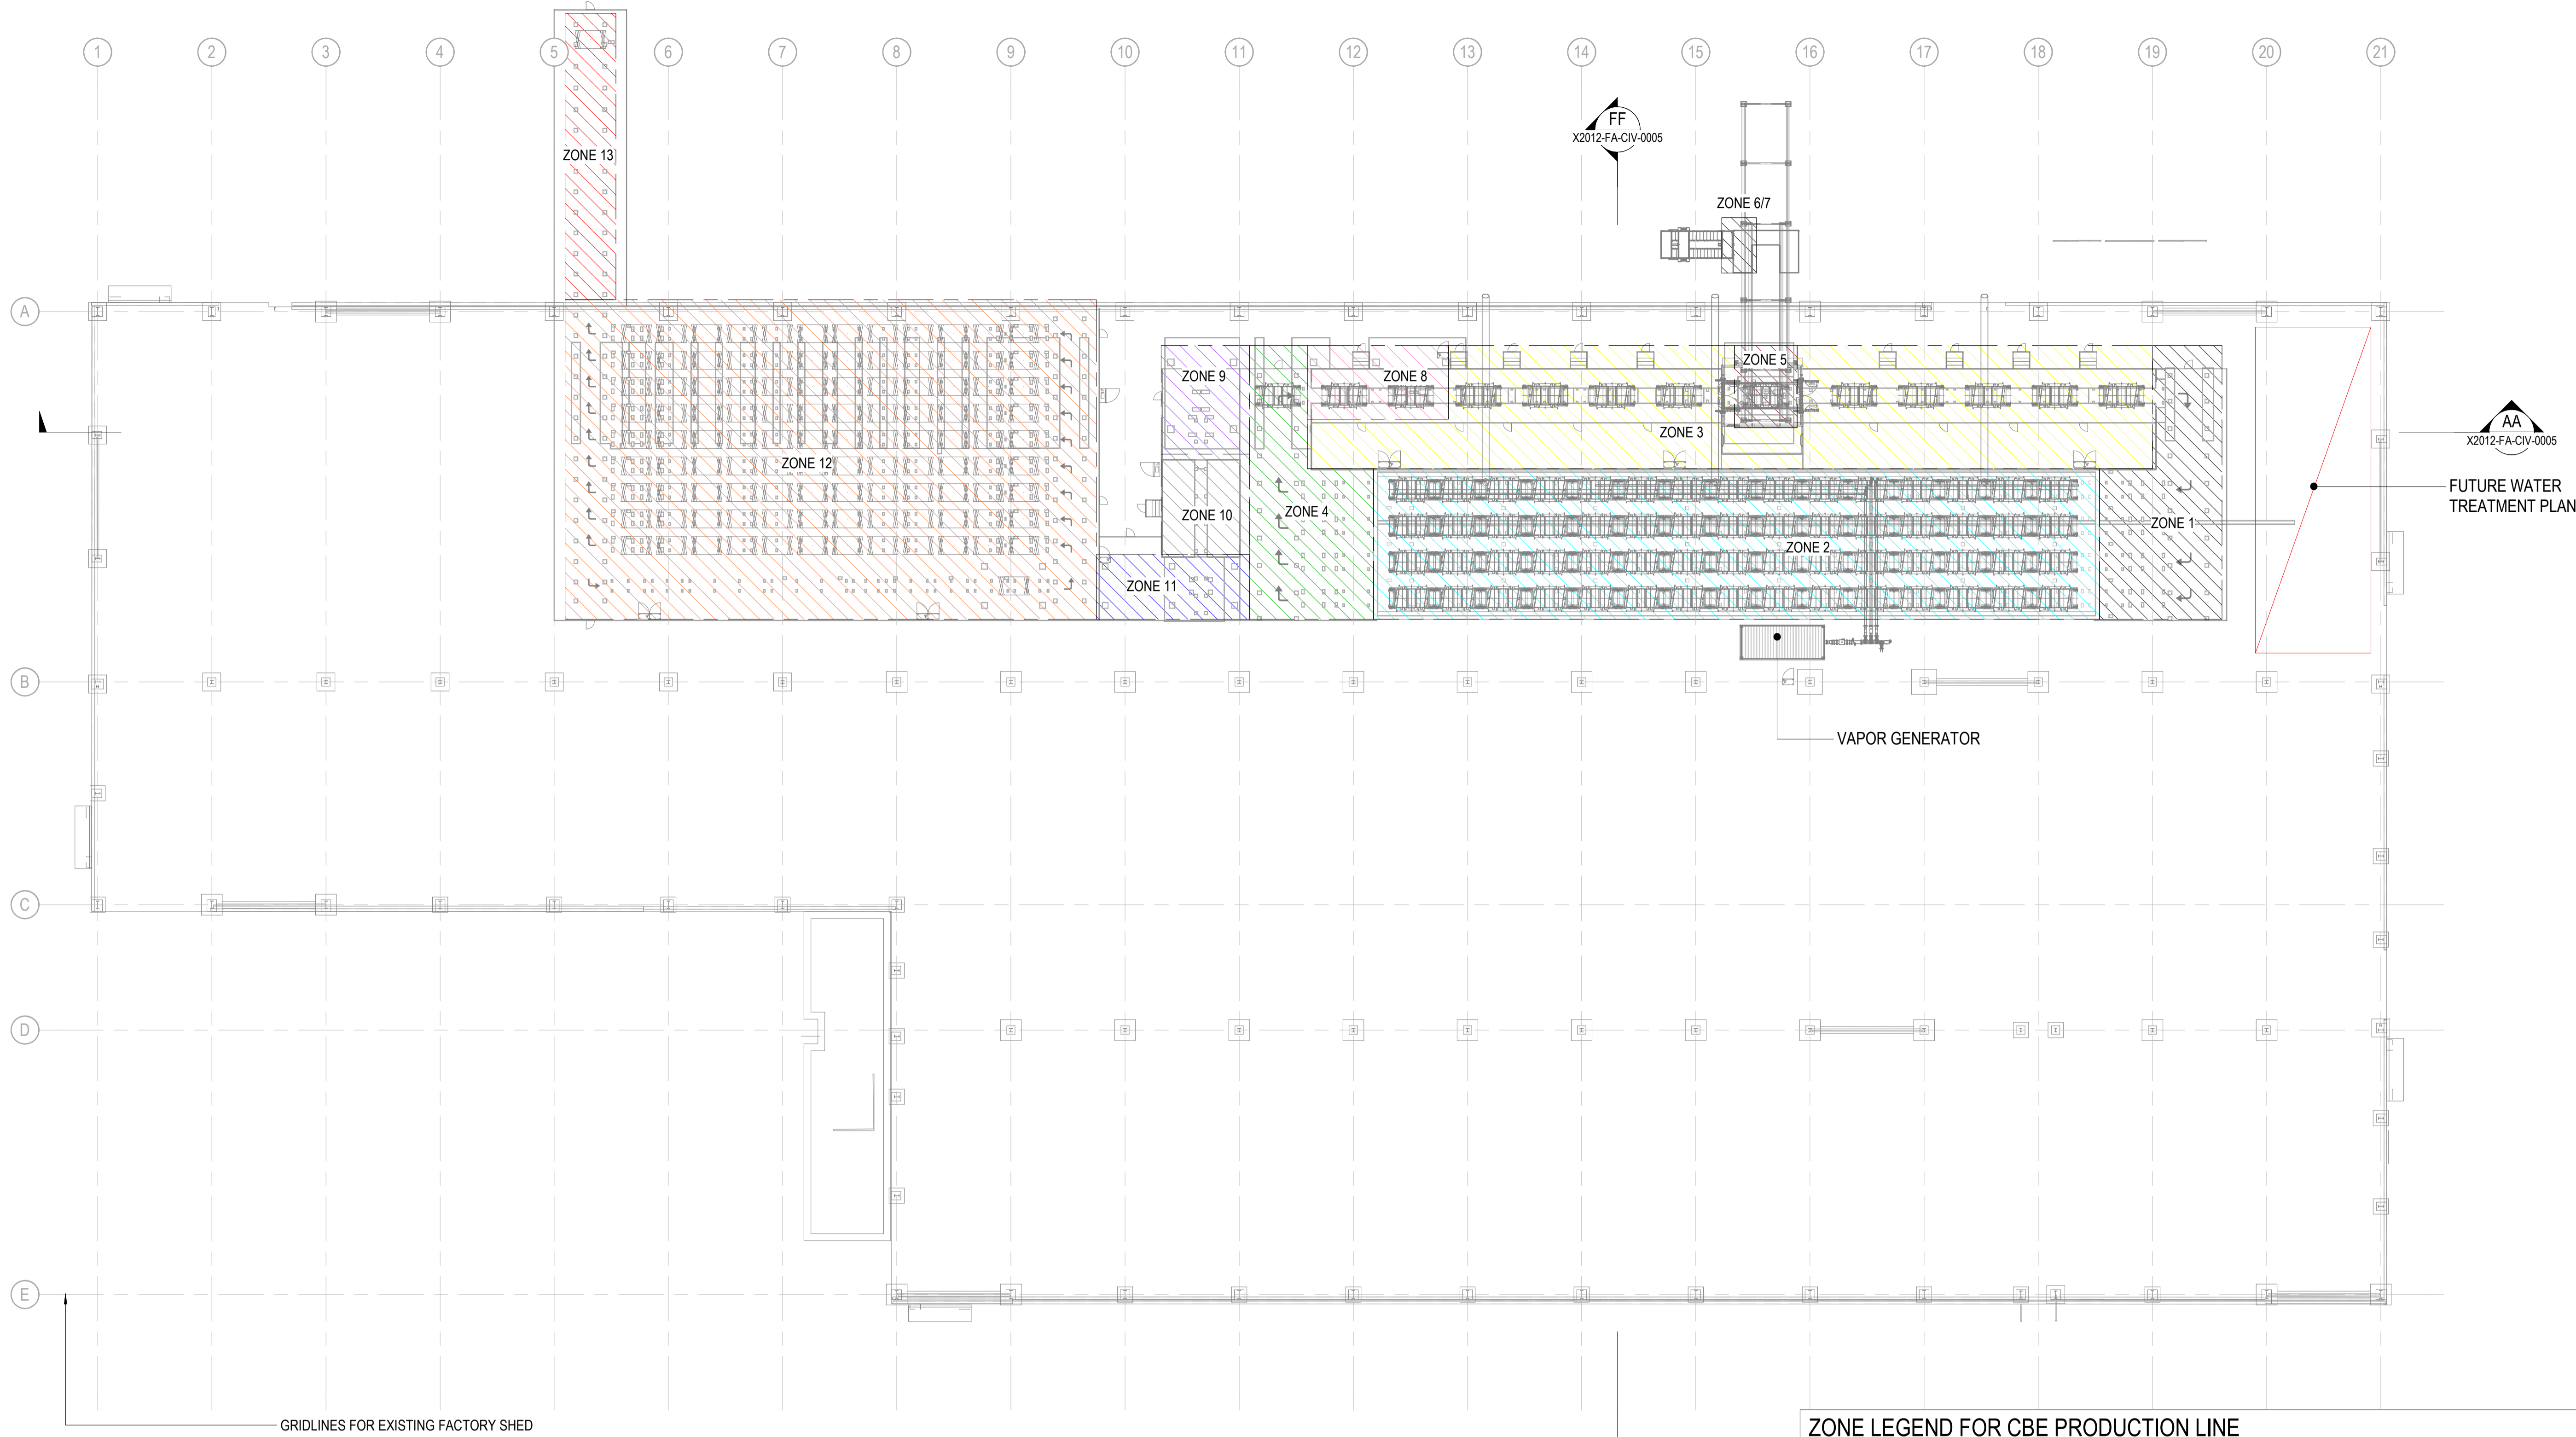 1 2 3 4 5 6 7 8 9 10 11 12 13 14 15 16 17 18 19 20 21
FF
X2012-FA-CIV-0005
ZONE 13
ZONE 6/7
A
ZONE 5
ZONE 9
ZONE 8
AA
X2012-FA-CIV-0005
ZONE 3
ZONE 12
FUTURE WATER
TREATMENT PLAN
ZONE 10
ZONE 4
ZONE 1
ZONE 2
ZONE 11
B
VAPOR GENERATOR
C
D
E
GRIDLINES FOR EXISTING FACTORY SHED
ZONE LEGEND FOR CBE PRODUCTION LINE